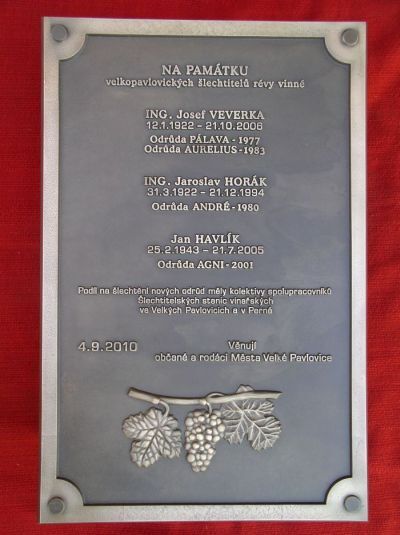 NA PAMÁTKU
velkopavlovických šlechtitelů révy vinné
ING. Josef VEVERKA
12.1.1922 - 21.10.2006
Odrůda PÁLAVA - 1977
Odrůda AURELIUS - 1983
ING. Jaroslav HORÁK
31.3.1922 - 21.12.1994
Odrůda ANDRÉ - 1980
Jan HAVLÍK
25.2.1943 - 21.7.2005
Odrůda AGNI - 2001
Podíl na šlechtění nových odrůd měly kolektivy spolupracovníků
Šlechtitelských stanic vinařských
ve Velkých Pavlovicích a v Perné
4.9.2010
Věnují
občané a rodáci Města Velké Pavlovice